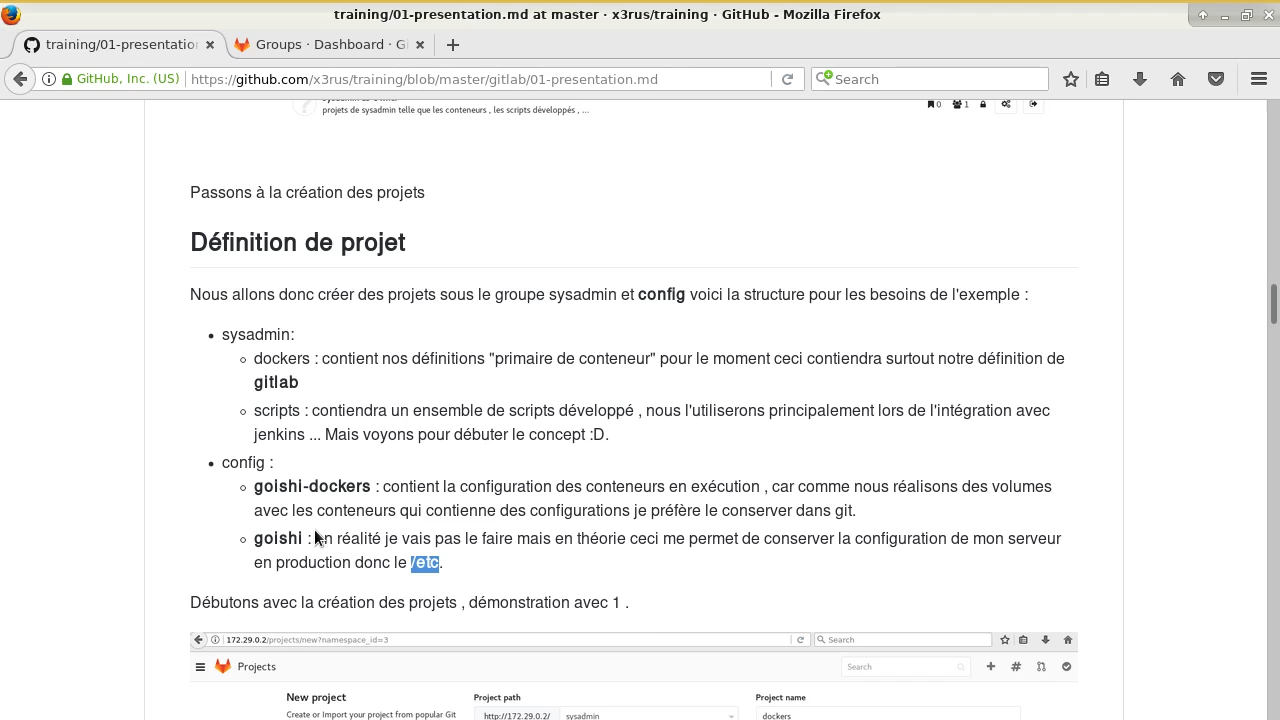 training/01-presentation.md at master · x3rus/training · GitHub - Mozilla Firefox
training/01-presentation
Groups · Dashboard · Gi
GitHub, Inc. (US)
https://github.com/x3rus/training/blob/master/gitlab/01-presentation.md
Search
projets de sysadmin telle que les conteneurs , les scripts développés , ...
0
1
Passons à la création des projets
Définition de projet
Nous allons donc créer des projets sous le groupe sysadmin et config voici la structure pour les besoins de l'exemple :
sysadmin:
dockers : contient nos définitions "primaire de conteneur" pour le moment ceci contiendra surtout notre définition de
gitlab
scripts : contiendra un ensemble de scripts développé , nous l'utiliserons principalement lors de l'intégration avec
jenkins ... Mais voyons pour débuter le concept :D.
config :
goishi-dockers : contient la configuration des conteneurs en exécution , car comme nous réalisons des volumes
avec les conteneurs qui contienne des configurations je préfère le conserver dans git.
goishi : en réalité je vais pas le faire mais en théorie ceci me permet de conserver la configuration de mon serveur
en production donc le /etc.
Débutons avec la création des projets , démonstration avec 1 .
172.29.0.2/projects/new?namespace_id=3
Search
Projects
Search
New project
Project path
Project name
Create or Import your project from popular Git
http://172.29.0.2/
sysadmin
dockers